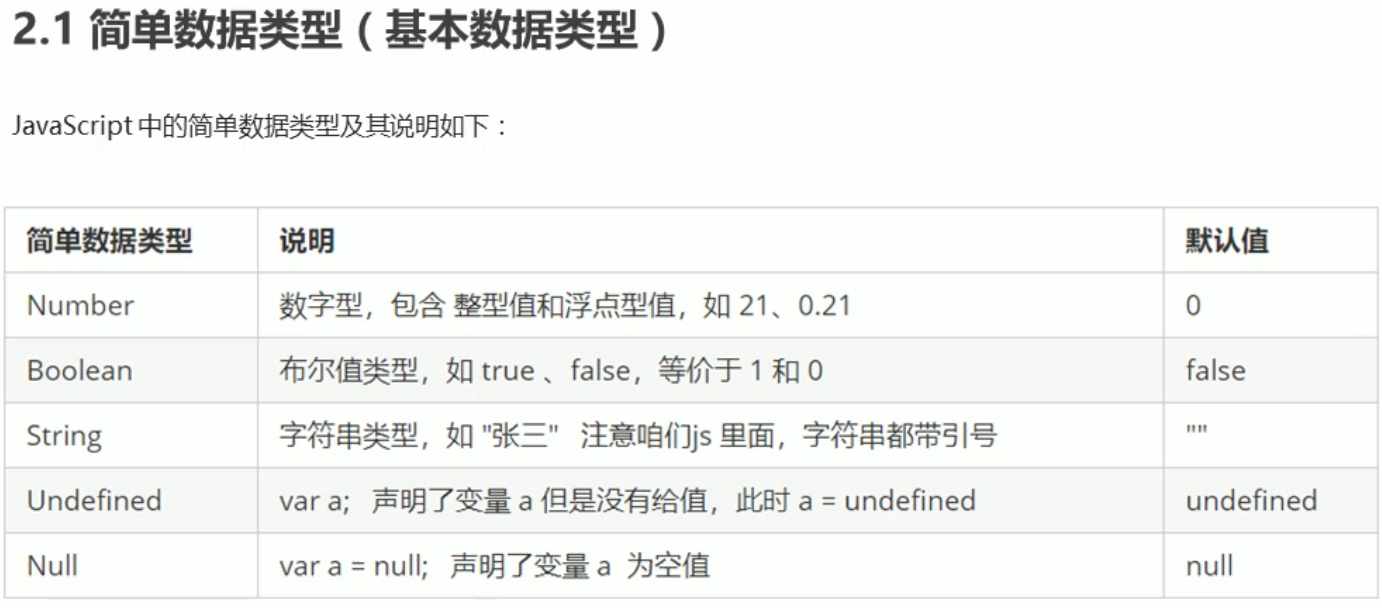 2.1 简单数据类型（基本数据类型）
JavaScript 中的简单数据类型及其说明如下：
简单数据类型 说明 默认值
Number 数字型，包含 整型值和浮点型值，如 21、0.21 0
Boolean 布尔值类型，如 true 、false，等价于 1 和 0 false
String 字符串类型，如 "张三" 注意咱们js 里面，字符串都带引号 ""
Undefined var a; 声明了变量 a 但是没有给值，此时 a = undefined undefined
Null var a = null; 声明了变量 a 为空值 null